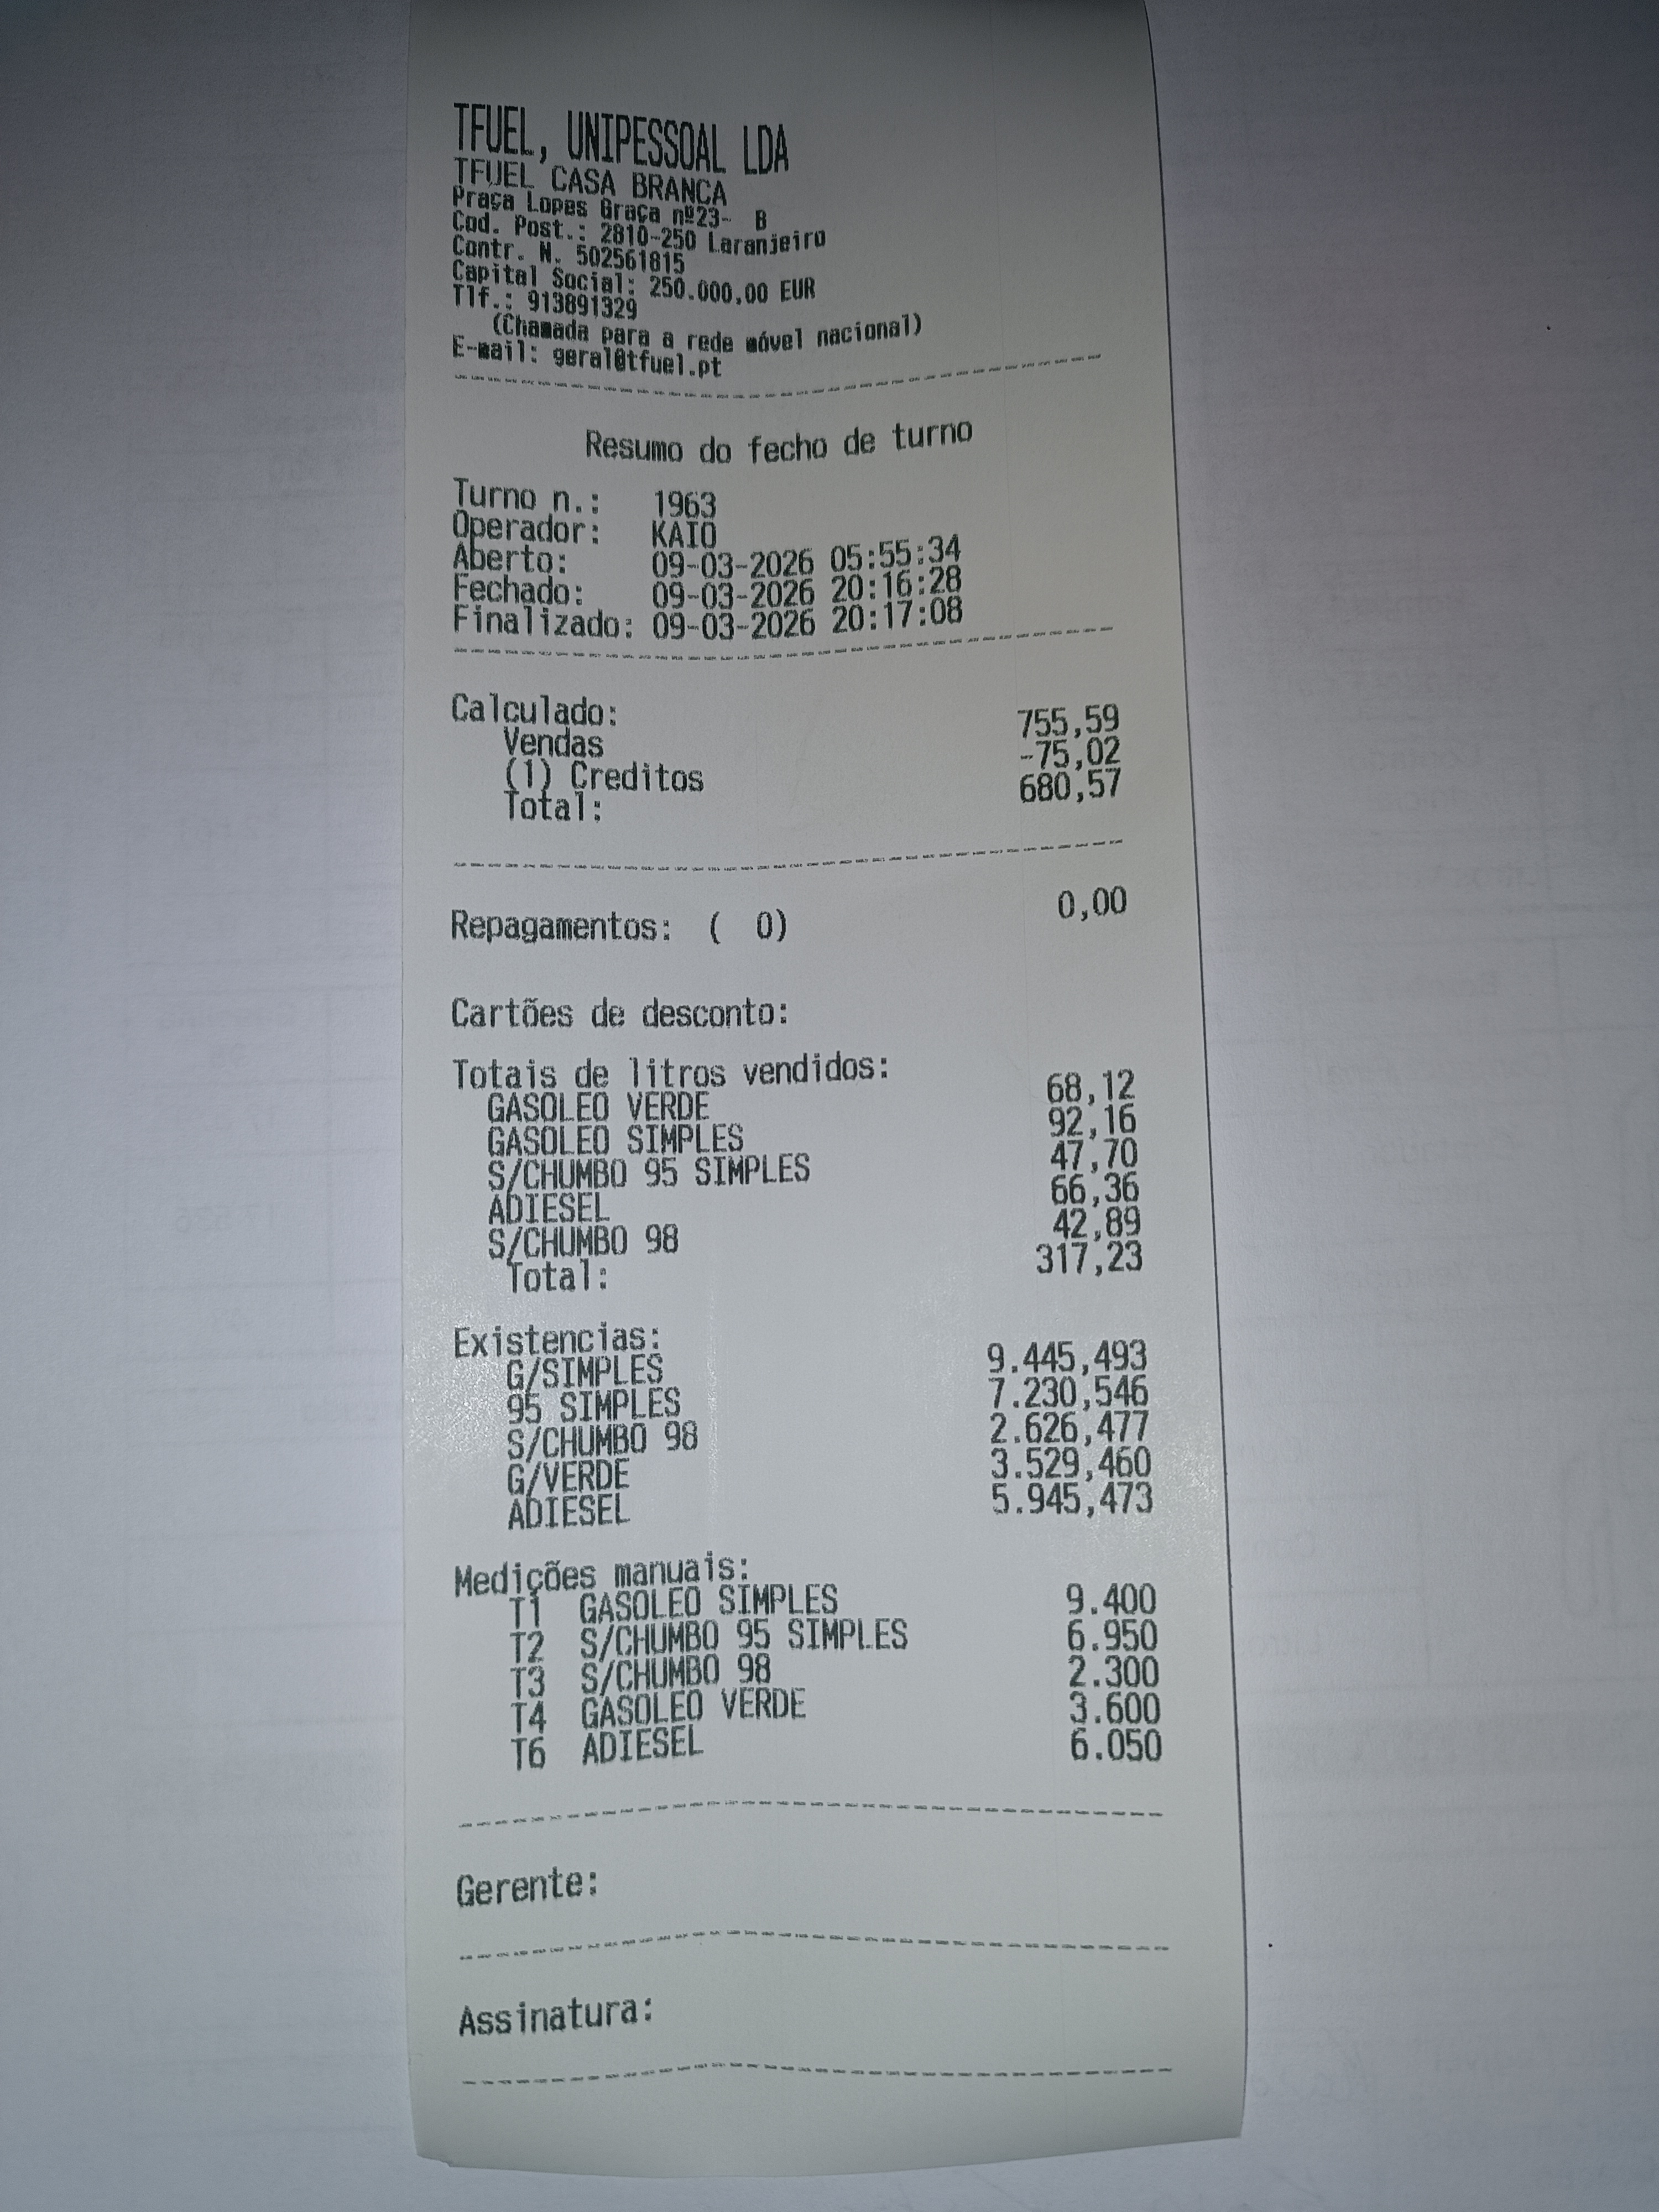 TFUEL, UNIPESSOAL LDA
TFUEL CASA BRANCA
Praça Lopes Graça nº23- B
Cod. Post.: 2810-250 Laranjeiro
Contr. N. 502561815
Capital Social: 250.000,00 EUR
Tlf.: 913891329
(Chamada para a rede móvel nacional)
E-mail: geral@tfuel.pt
Resumo do fecho de turno
Turno n.: 1963
Operador: KAIO
Aberto: 09-03-2026 05:55:34
Fechado: 09-03-2026 20:16:28
Finalizado: 09-03-2026 20:17:08
Calculado:
Vendas 755,59
(1) Creditos -75,02
Total: 680,57
Repagamentos: ( 0) 0,00
Cartões de desconto:
Totais de litros vendidos:
GASOLEO VERDE 68,12
GASOLEO SIMPLES 92,16
S/CHUMBO 95 SIMPLES 47,70
ADIESEL 66,36
S/CHUMBO 98 42,89
Total: 317,23
Existencias:
G/SIMPLES 9.445,493
95 SIMPLES 7.230,546
S/CHUMBO 98 2.626,477
G/VERDE 3.529,460
ADIESEL 5.945,473
Medições manuais:
T1 GASOLEO SIMPLES 9.400
T2 S/CHUMBO 95 SIMPLES 6.950
T3 S/CHUMBO 98 2.300
T4 GASOLEO VERDE 3.600
T6 ADIESEL 6.050
Gerente:
Assinatura: